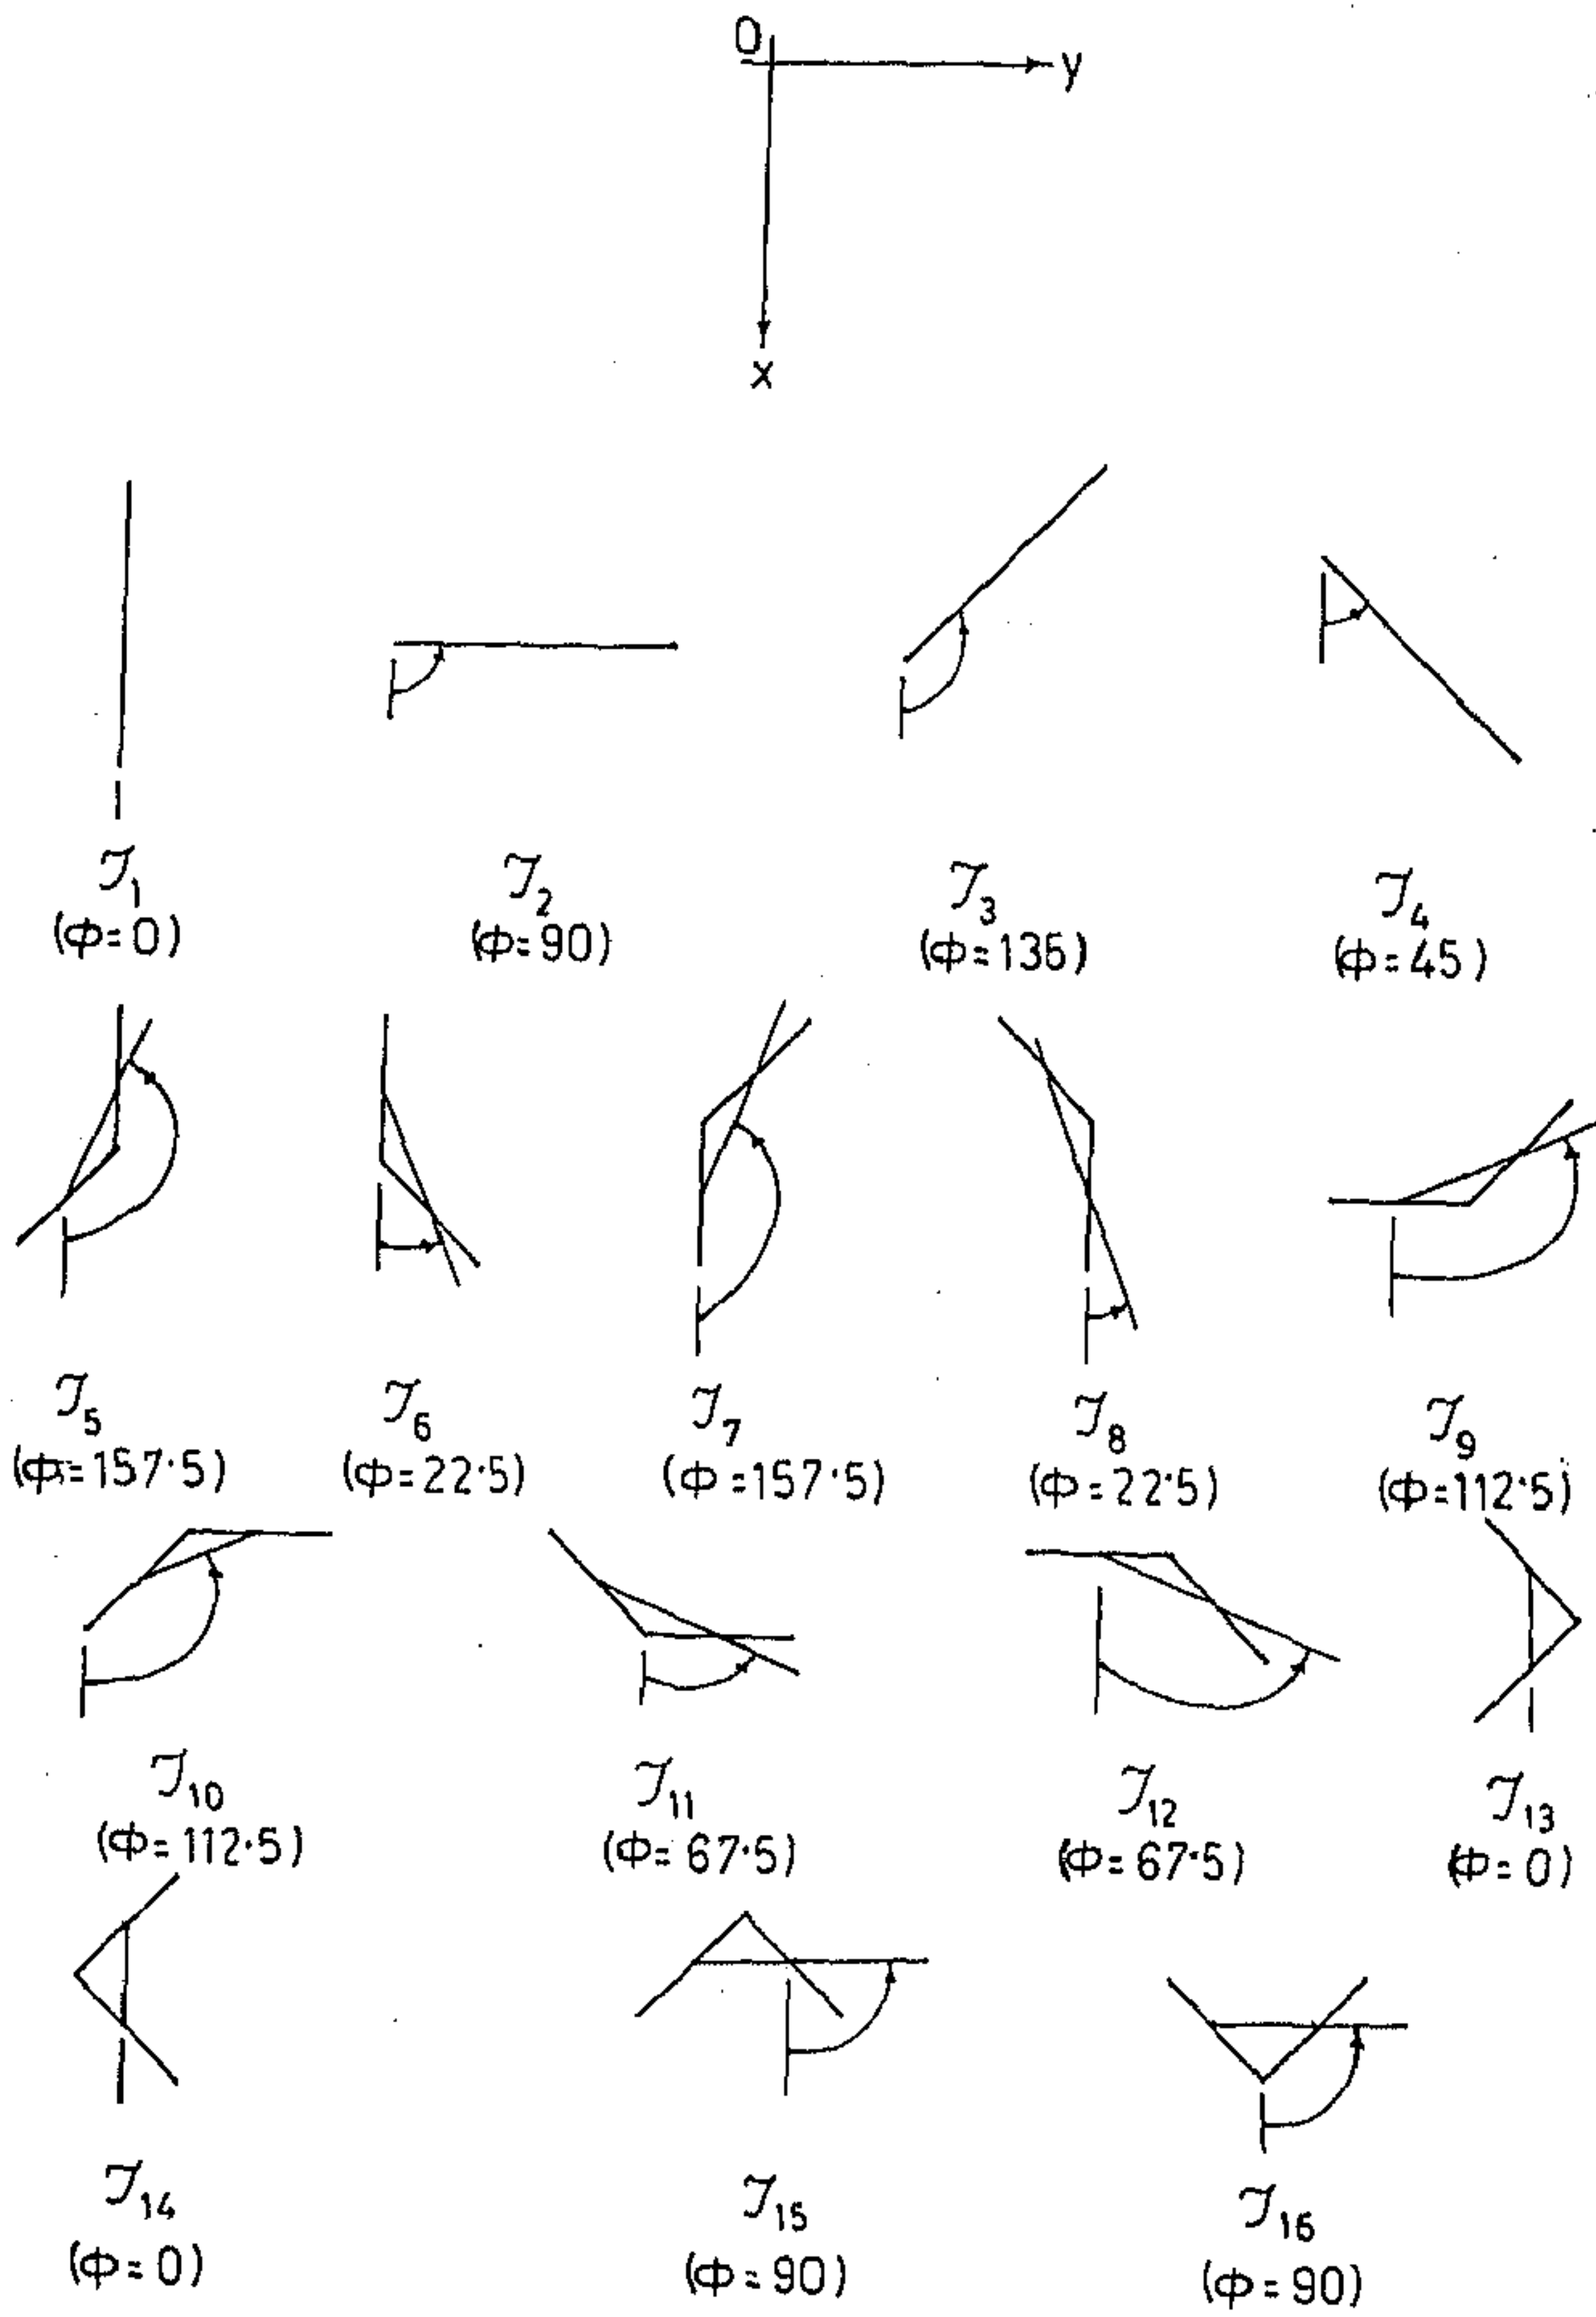 O y
x
𝒯1 𝒯2 𝒯3 𝒯4
(φ=0) (φ=90) (φ=135) (φ=45)
𝒯5 𝒯6 𝒯7 𝒯8 𝒯9
(φ=157·5) (φ=22·5) (φ=157·5) (φ=22·5) (φ=112·5)
𝒯10 𝒯11 𝒯12 𝒯13
(φ=112·5) (φ=67·5) (φ=67·5) (φ=0)
𝒯14 𝒯15 𝒯16
(φ=0) (φ=90) (φ=90)